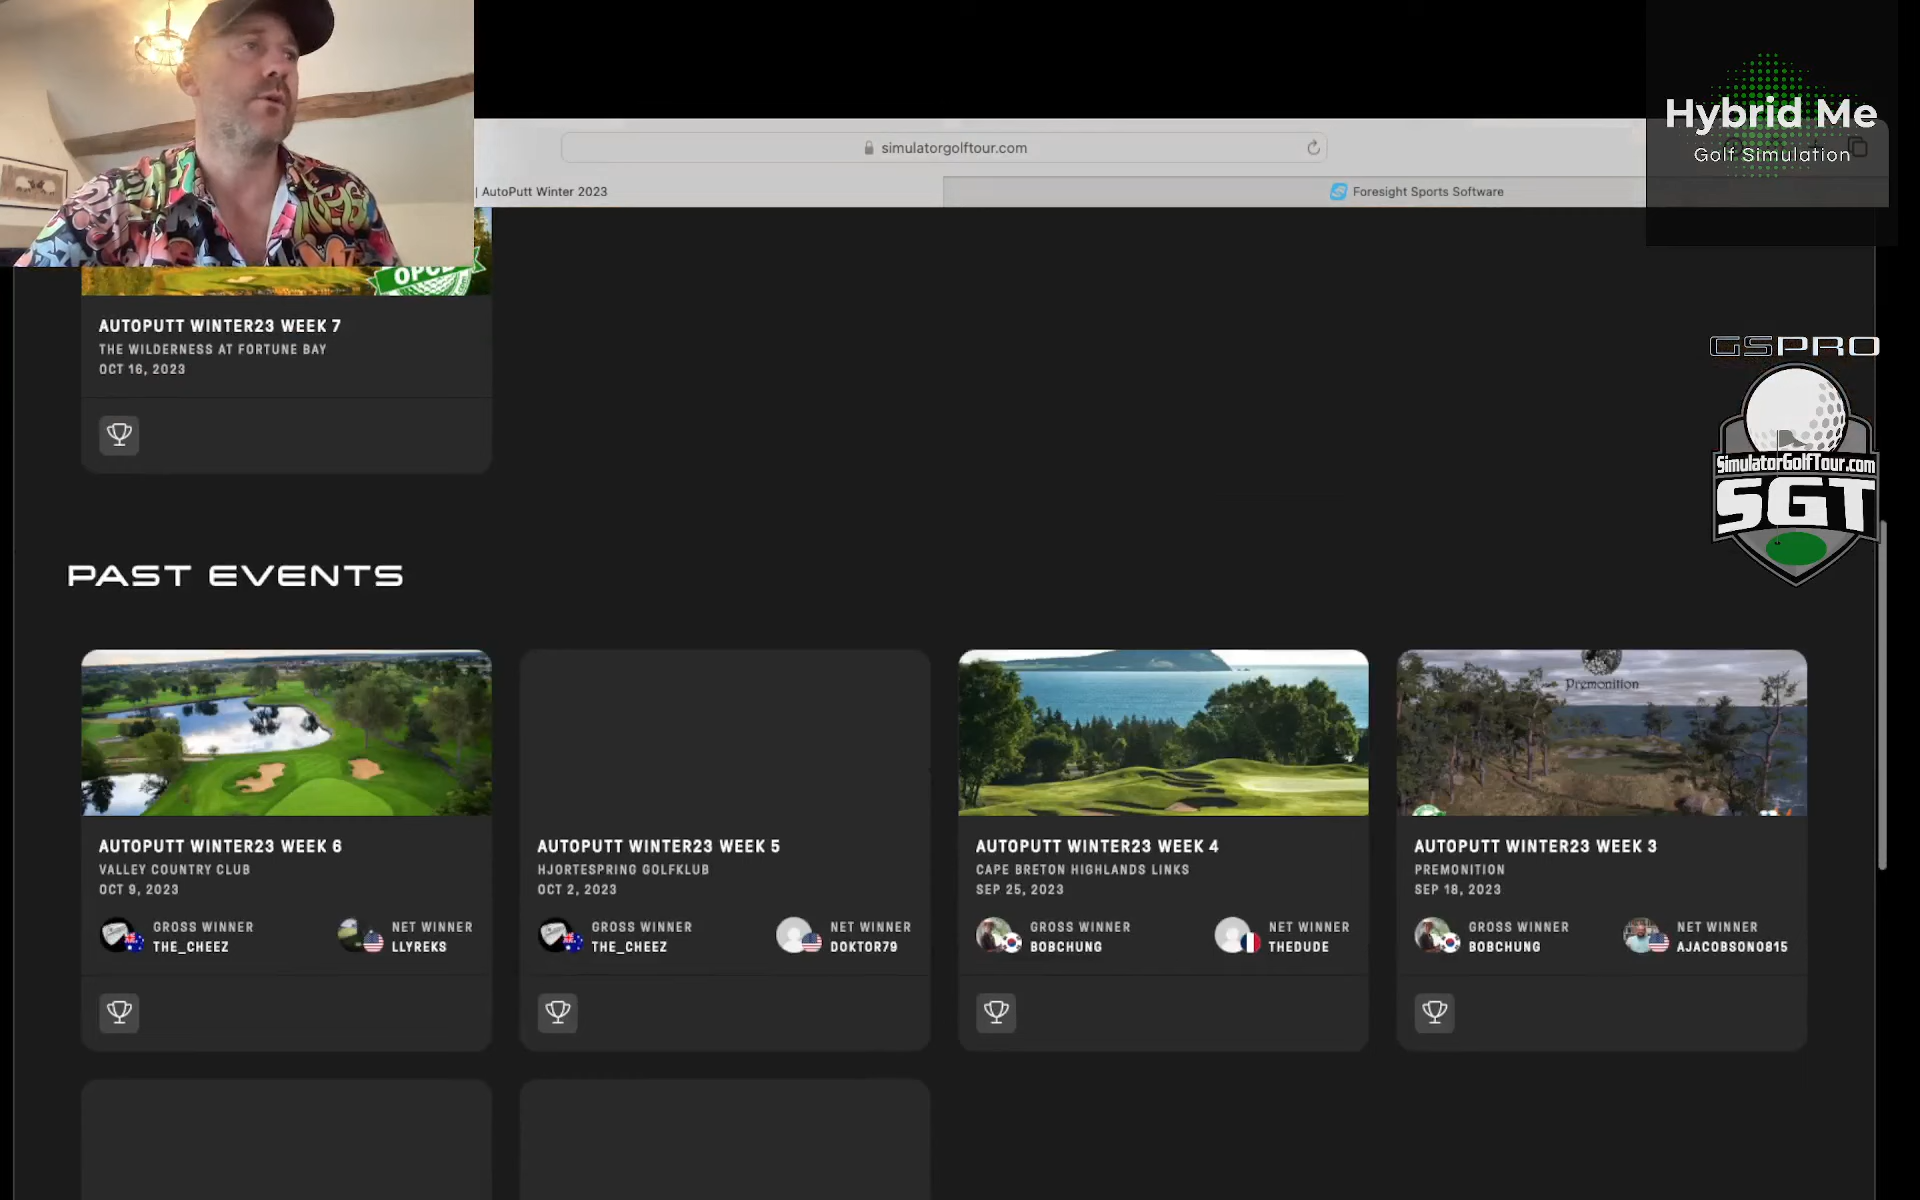 Hybrid Me
Golf Simulation
simulatorgolftour.com
| AutoPutt Winter 2023
Foresight Sports Software
AUTOPUTT WINTER23 WEEK 7
THE WILDERNESS AT FORTUNE BAY
OCT 16, 2023
GSPRO
SimulatorGolfTour.com
SGT
PAST EVENTS
Premonition
AUTOPUTT WINTER23 WEEK 6
VALLEY COUNTRY CLUB
OCT 9, 2023
GROSS WINNER
THE_CHEEZ
NET WINNER
LLYREKS
AUTOPUTT WINTER23 WEEK 5
HJORTESPRING GOLFKLUB
OCT 2, 2023
GROSS WINNER
THE_CHEEZ
NET WINNER
DOKTOR79
AUTOPUTT WINTER23 WEEK 4
CAPE BRETON HIGHLANDS LINKS
SEP 25, 2023
GROSS WINNER
BOBCHUNG
NET WINNER
THEDUDE
AUTOPUTT WINTER23 WEEK 3
PREMONITION
SEP 18, 2023
GROSS WINNER
BOBCHUNG
NET WINNER
AJACOBSON0815